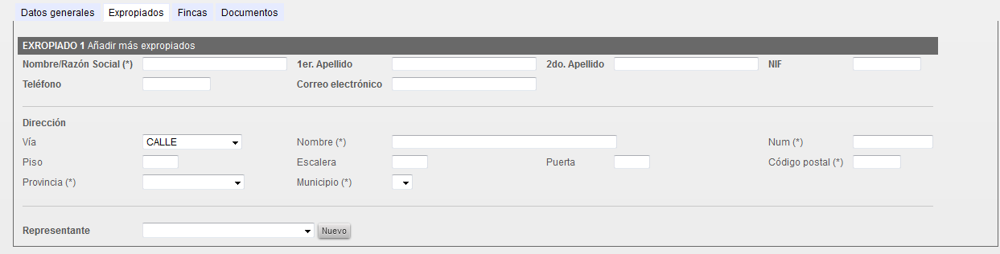 Datos generales Expropiados Fincas Documentos
EXROPIADO 1 Añadir más expropiados
Nombre/Razón Social (*) 1er. Apellido 2do. Apellido NIF
Teléfono Correo electrónico
Dirección
Vía CALLE Nombre (*) Num (*)
Piso Escalera Puerta Código postal (*)
Provincia (*) Municipio (*)
Representante Nuevo